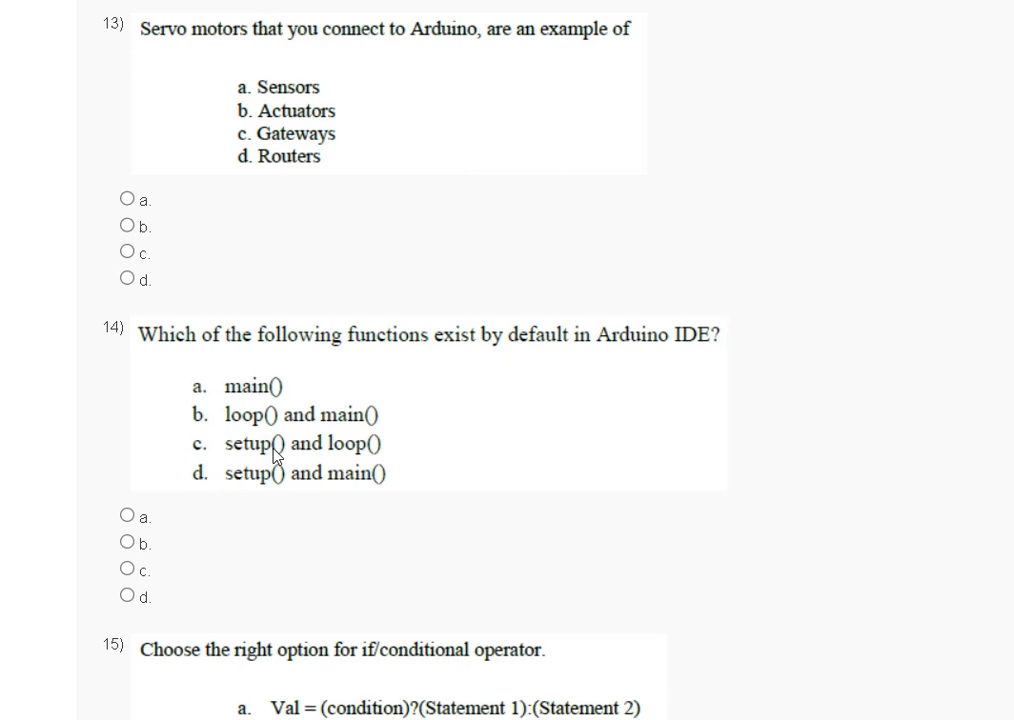 13) Servo motors that you connect to Arduino, are an example of
a. Sensors
b. Actuators
c. Gateways
d. Routers
a.
b.
c.
d.
14) Which of the following functions exist by default in Arduino IDE?
a. main()
b. loop() and main()
c. setup() and loop()
d. setup() and main()
a.
b.
c.
d.
15) Choose the right option for if/conditional operator.
a. Val = (condition)?(Statement 1):(Statement 2)